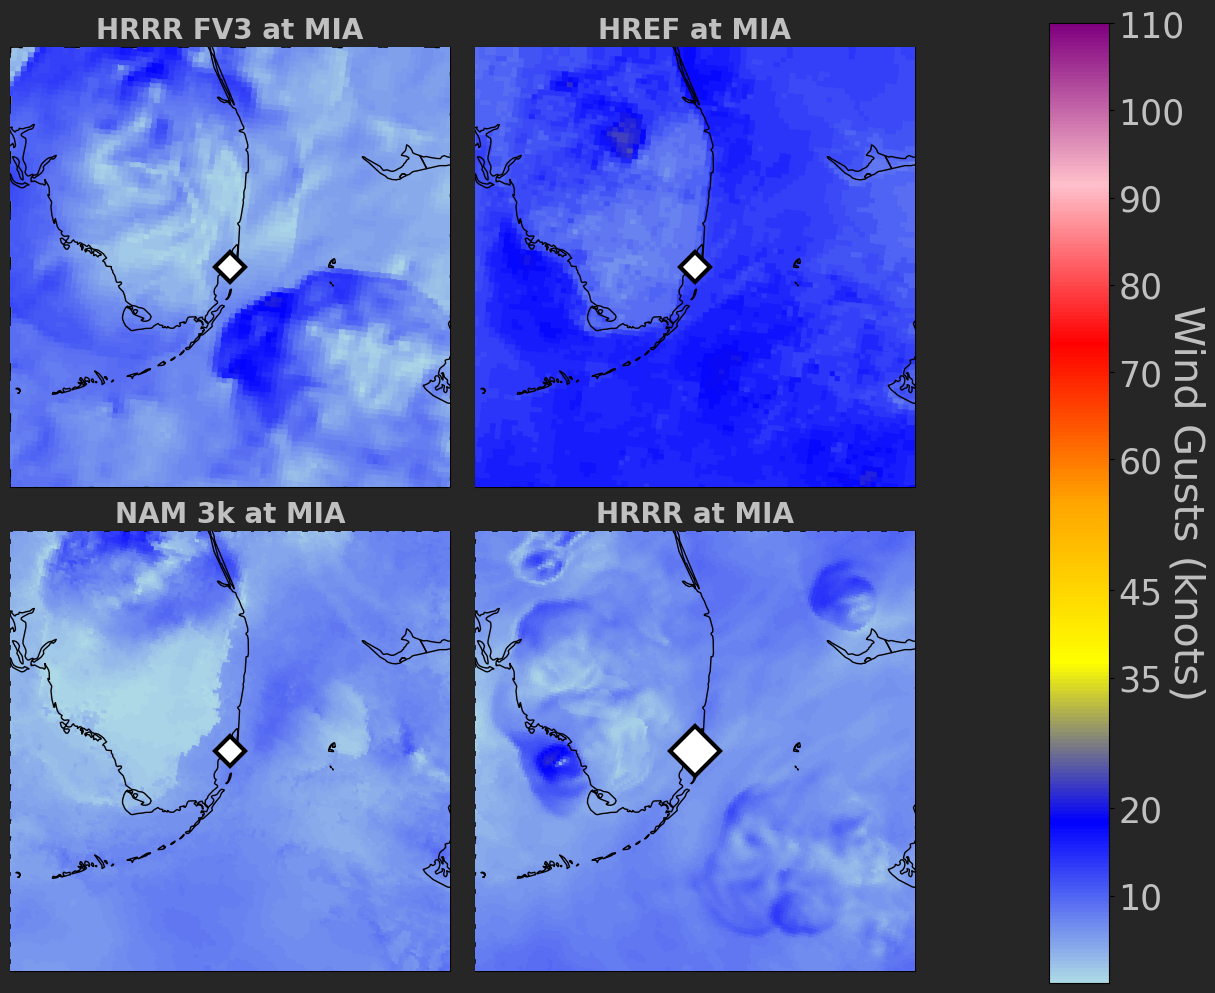 HRRR FV3 at MIA
HREF at MIA
NAM 3k at MIA
HRRR at MIA
110
100
90
80
70
60
45
35
20
10
Wind Gusts (knots)